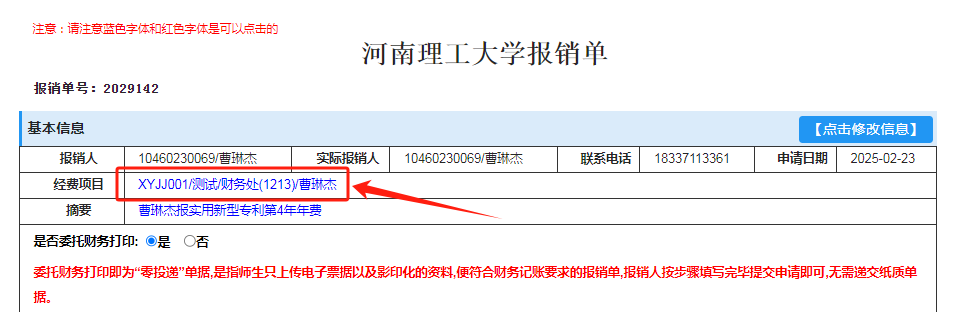 注意：请注意蓝色字体和红色字体是可以点击的
河南理工大学报销单
报销单号：2029142
基本信息 【点击修改信息】
报销人 10460230069/曹琳杰 实际报销人 10460230069/曹琳杰 联系电话 18337113361 申请日期 2025-02-23
经费项目 XYJJ001/测试/财务处(1213)/曹琳杰
摘要 曹琳杰报实用新型专利第4年年费
是否委托财务打印: 是 否
委托财务打印即为“零投递”单据,是指师生只上传电子票据以及影印化的资料,便符合财务记账要求的报销单,报销人按步骤填写完毕提交申请即可,无需递交纸质单
据。